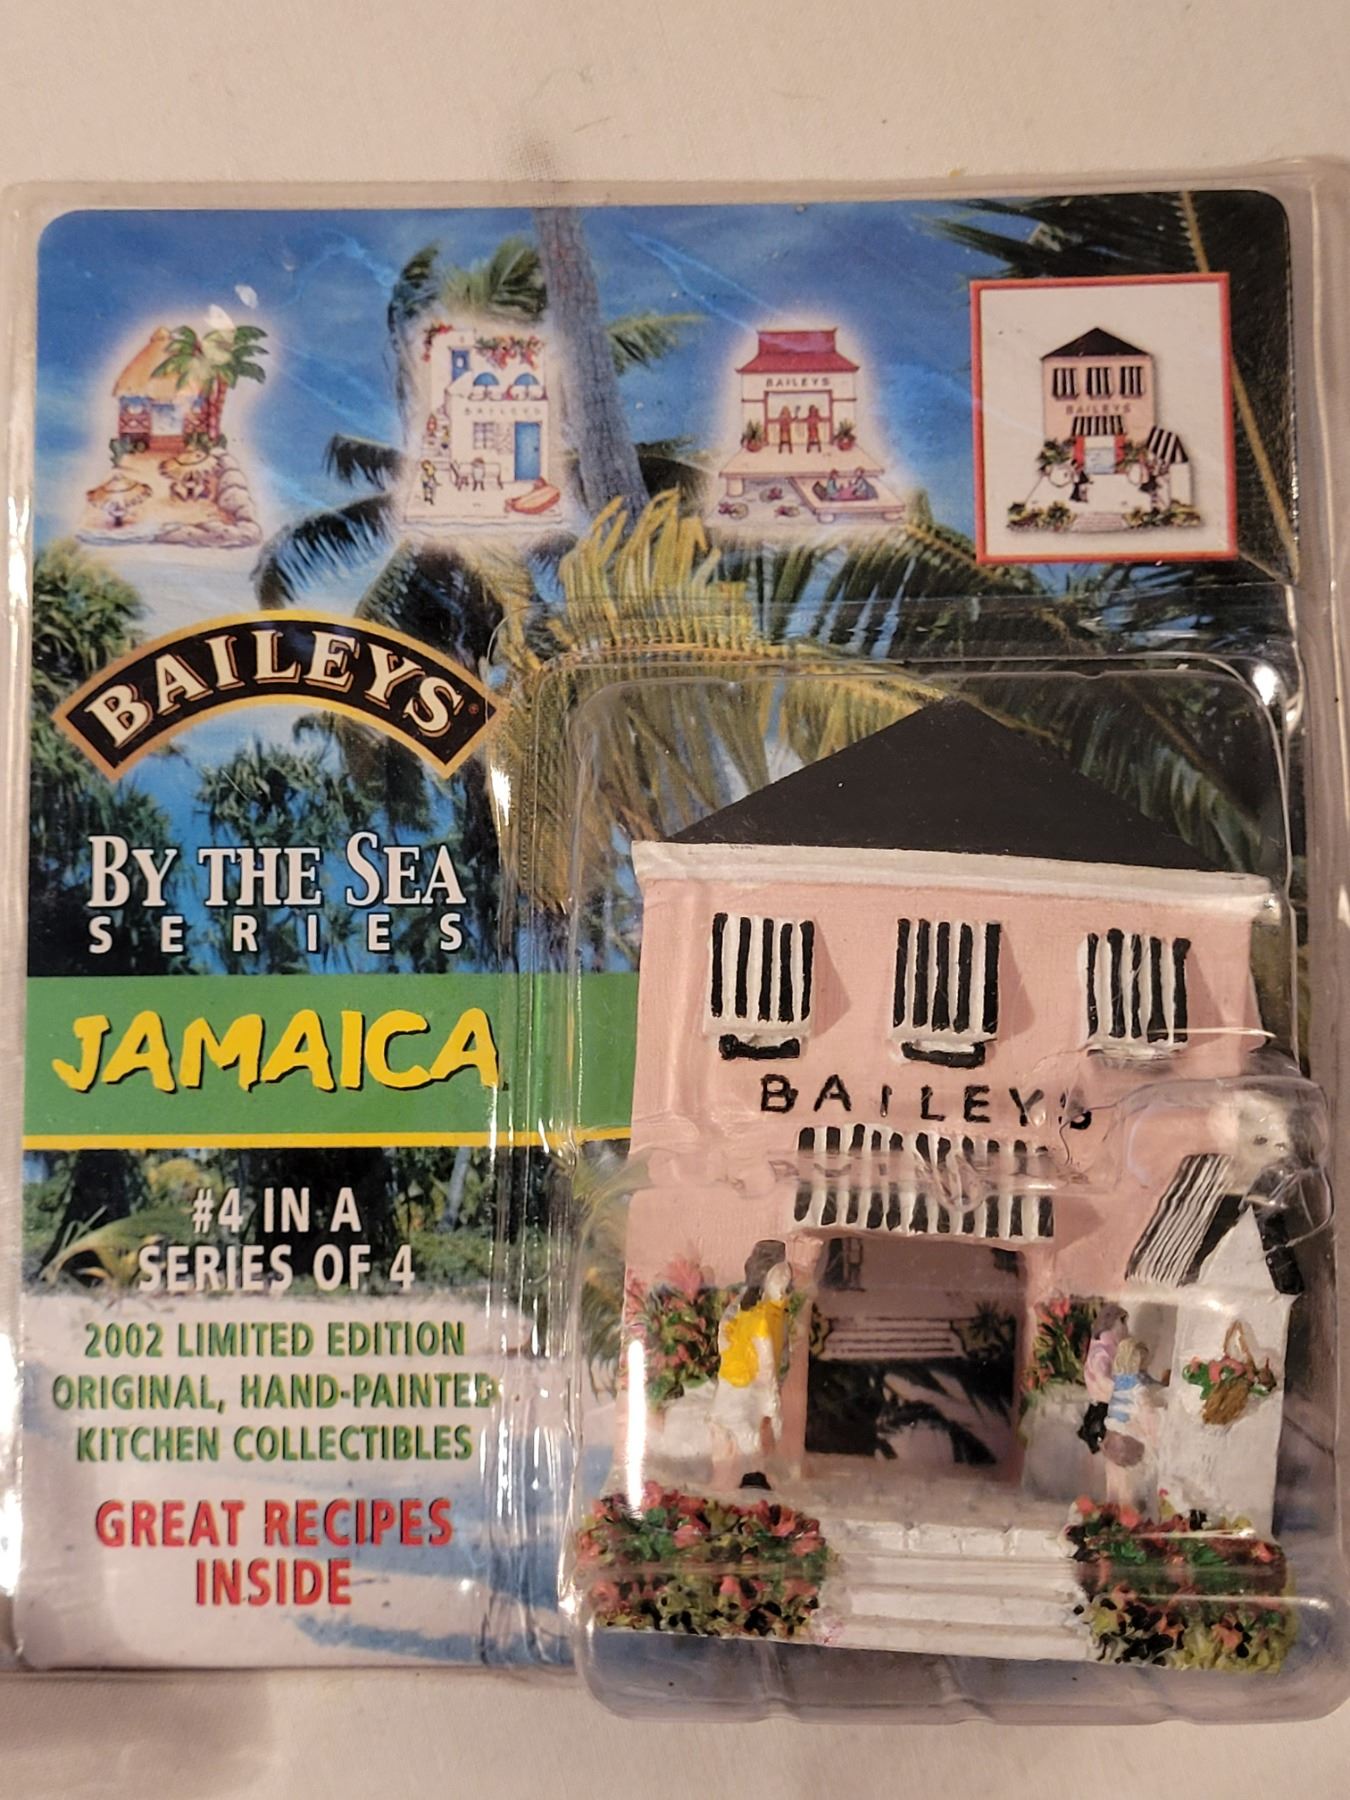 BAILEYS
BAILEYS
BAILEYS
BAILEYS®
BY THE SEA
SERIES
JAMAICA
#4 IN A
SERIES OF 4
2002 LIMITED EDITION
ORIGINAL, HAND-PAINTED
KITCHEN COLLECTIBLES
GREAT RECIPES
INSIDE
BAILEYS